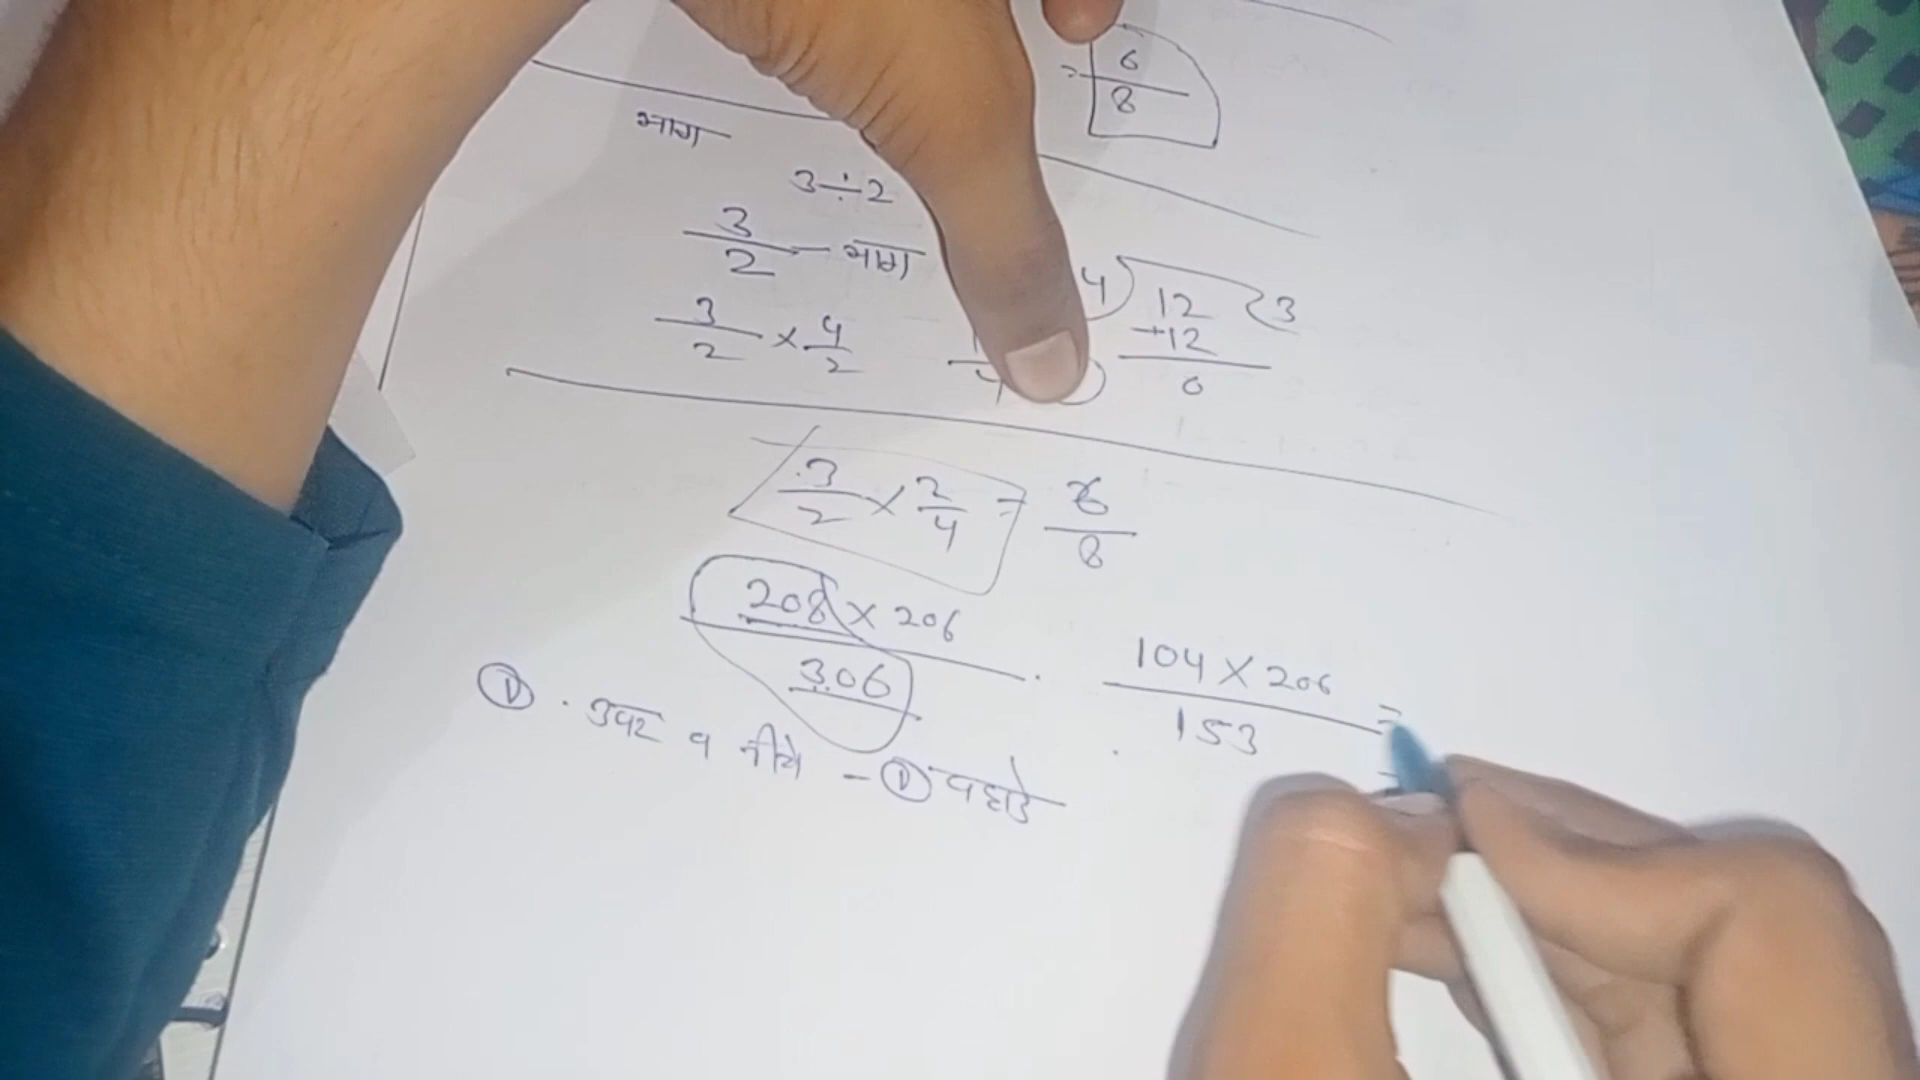 = 6/8
भाग
3÷2
3/2 - भाग
4) 12 (3
-12
0
3/2 × 4/2
3/2 × 2/4 = 6/8
208 × 206 / 306
104 × 206 / 153 =
① . उपर व नीचे - ① पहाडे